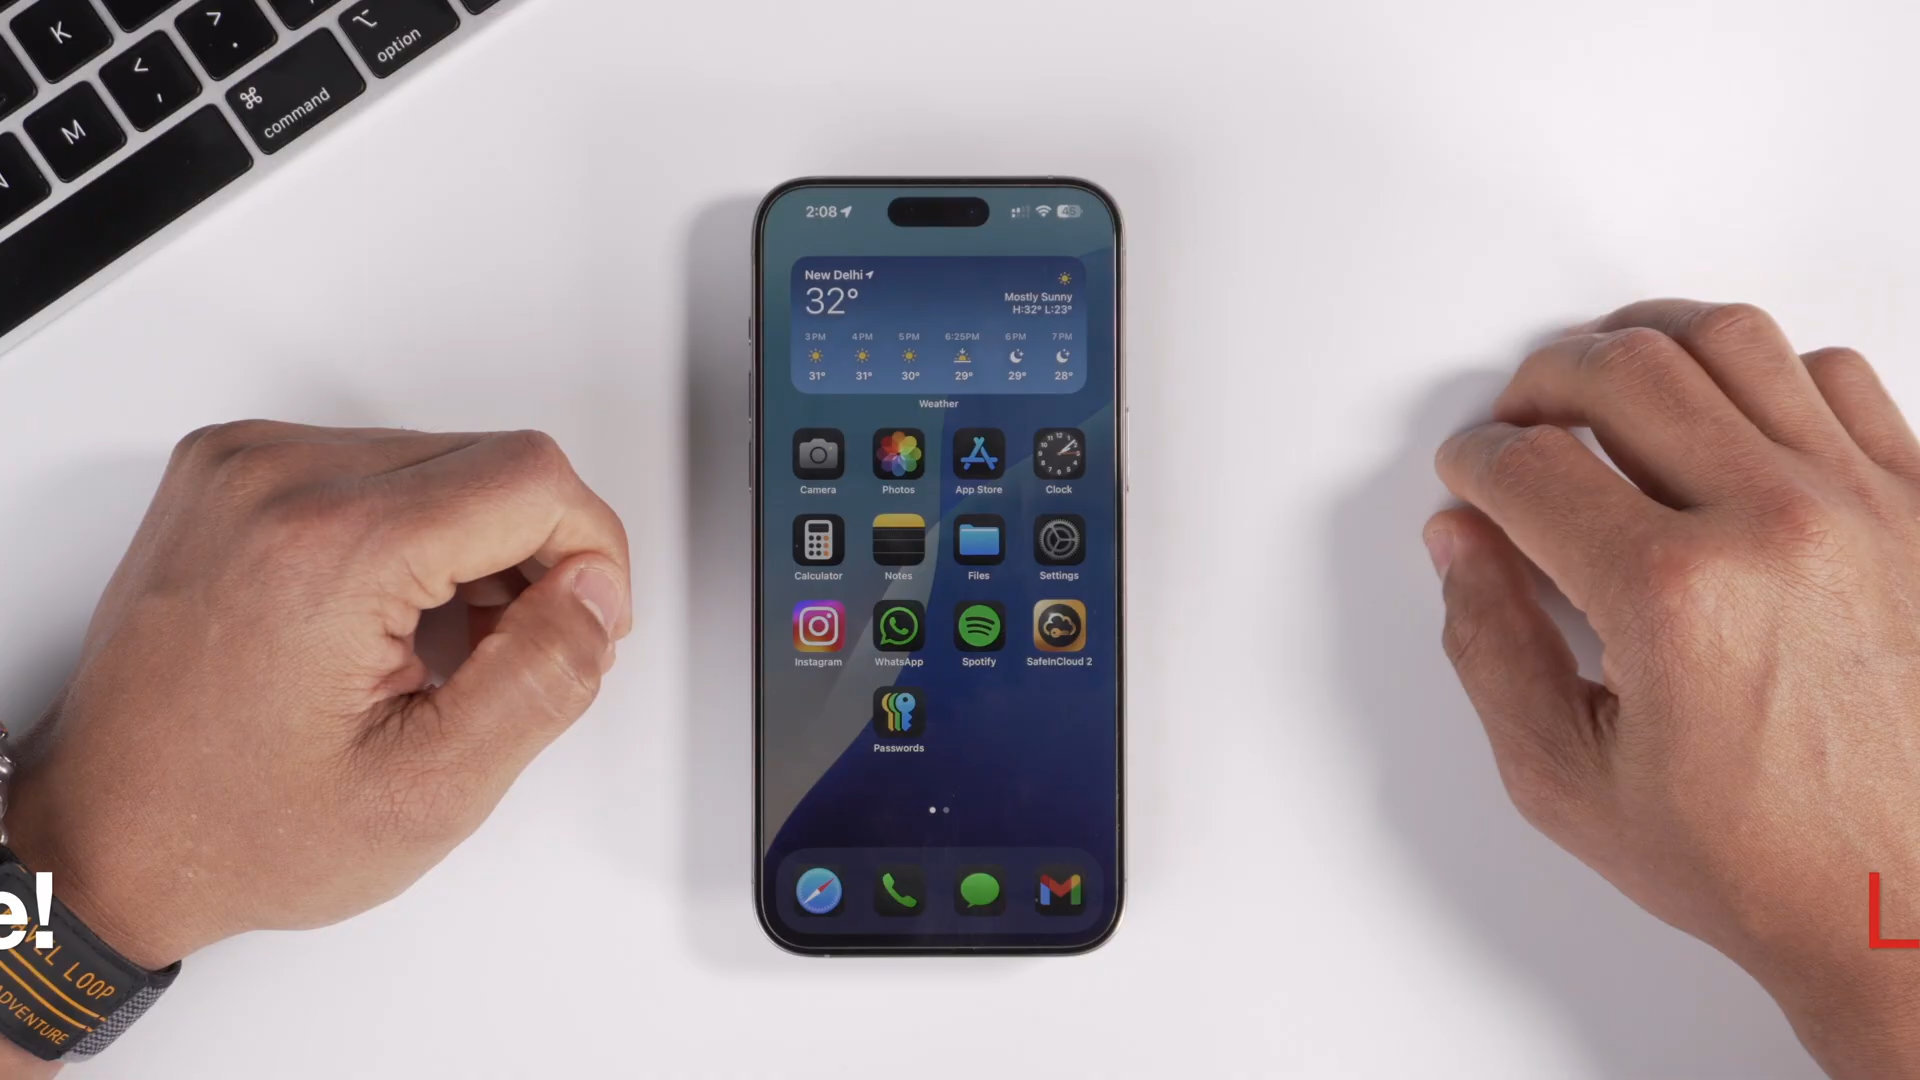 K
>
.
<
,
M
⌘
command
⌥
option
2:08
45
New Delhi
32°
Mostly Sunny
H:32° L:23°
3PM 4PM 5PM 6:25PM 6PM 7PM
31° 31° 30° 29° 29° 28°
Weather
Camera Photos App Store Clock
Calculator Notes Files Settings
Instagram WhatsApp Spotify SafeInCloud 2
Passwords
e!
L
LOOP
ADVENTURE